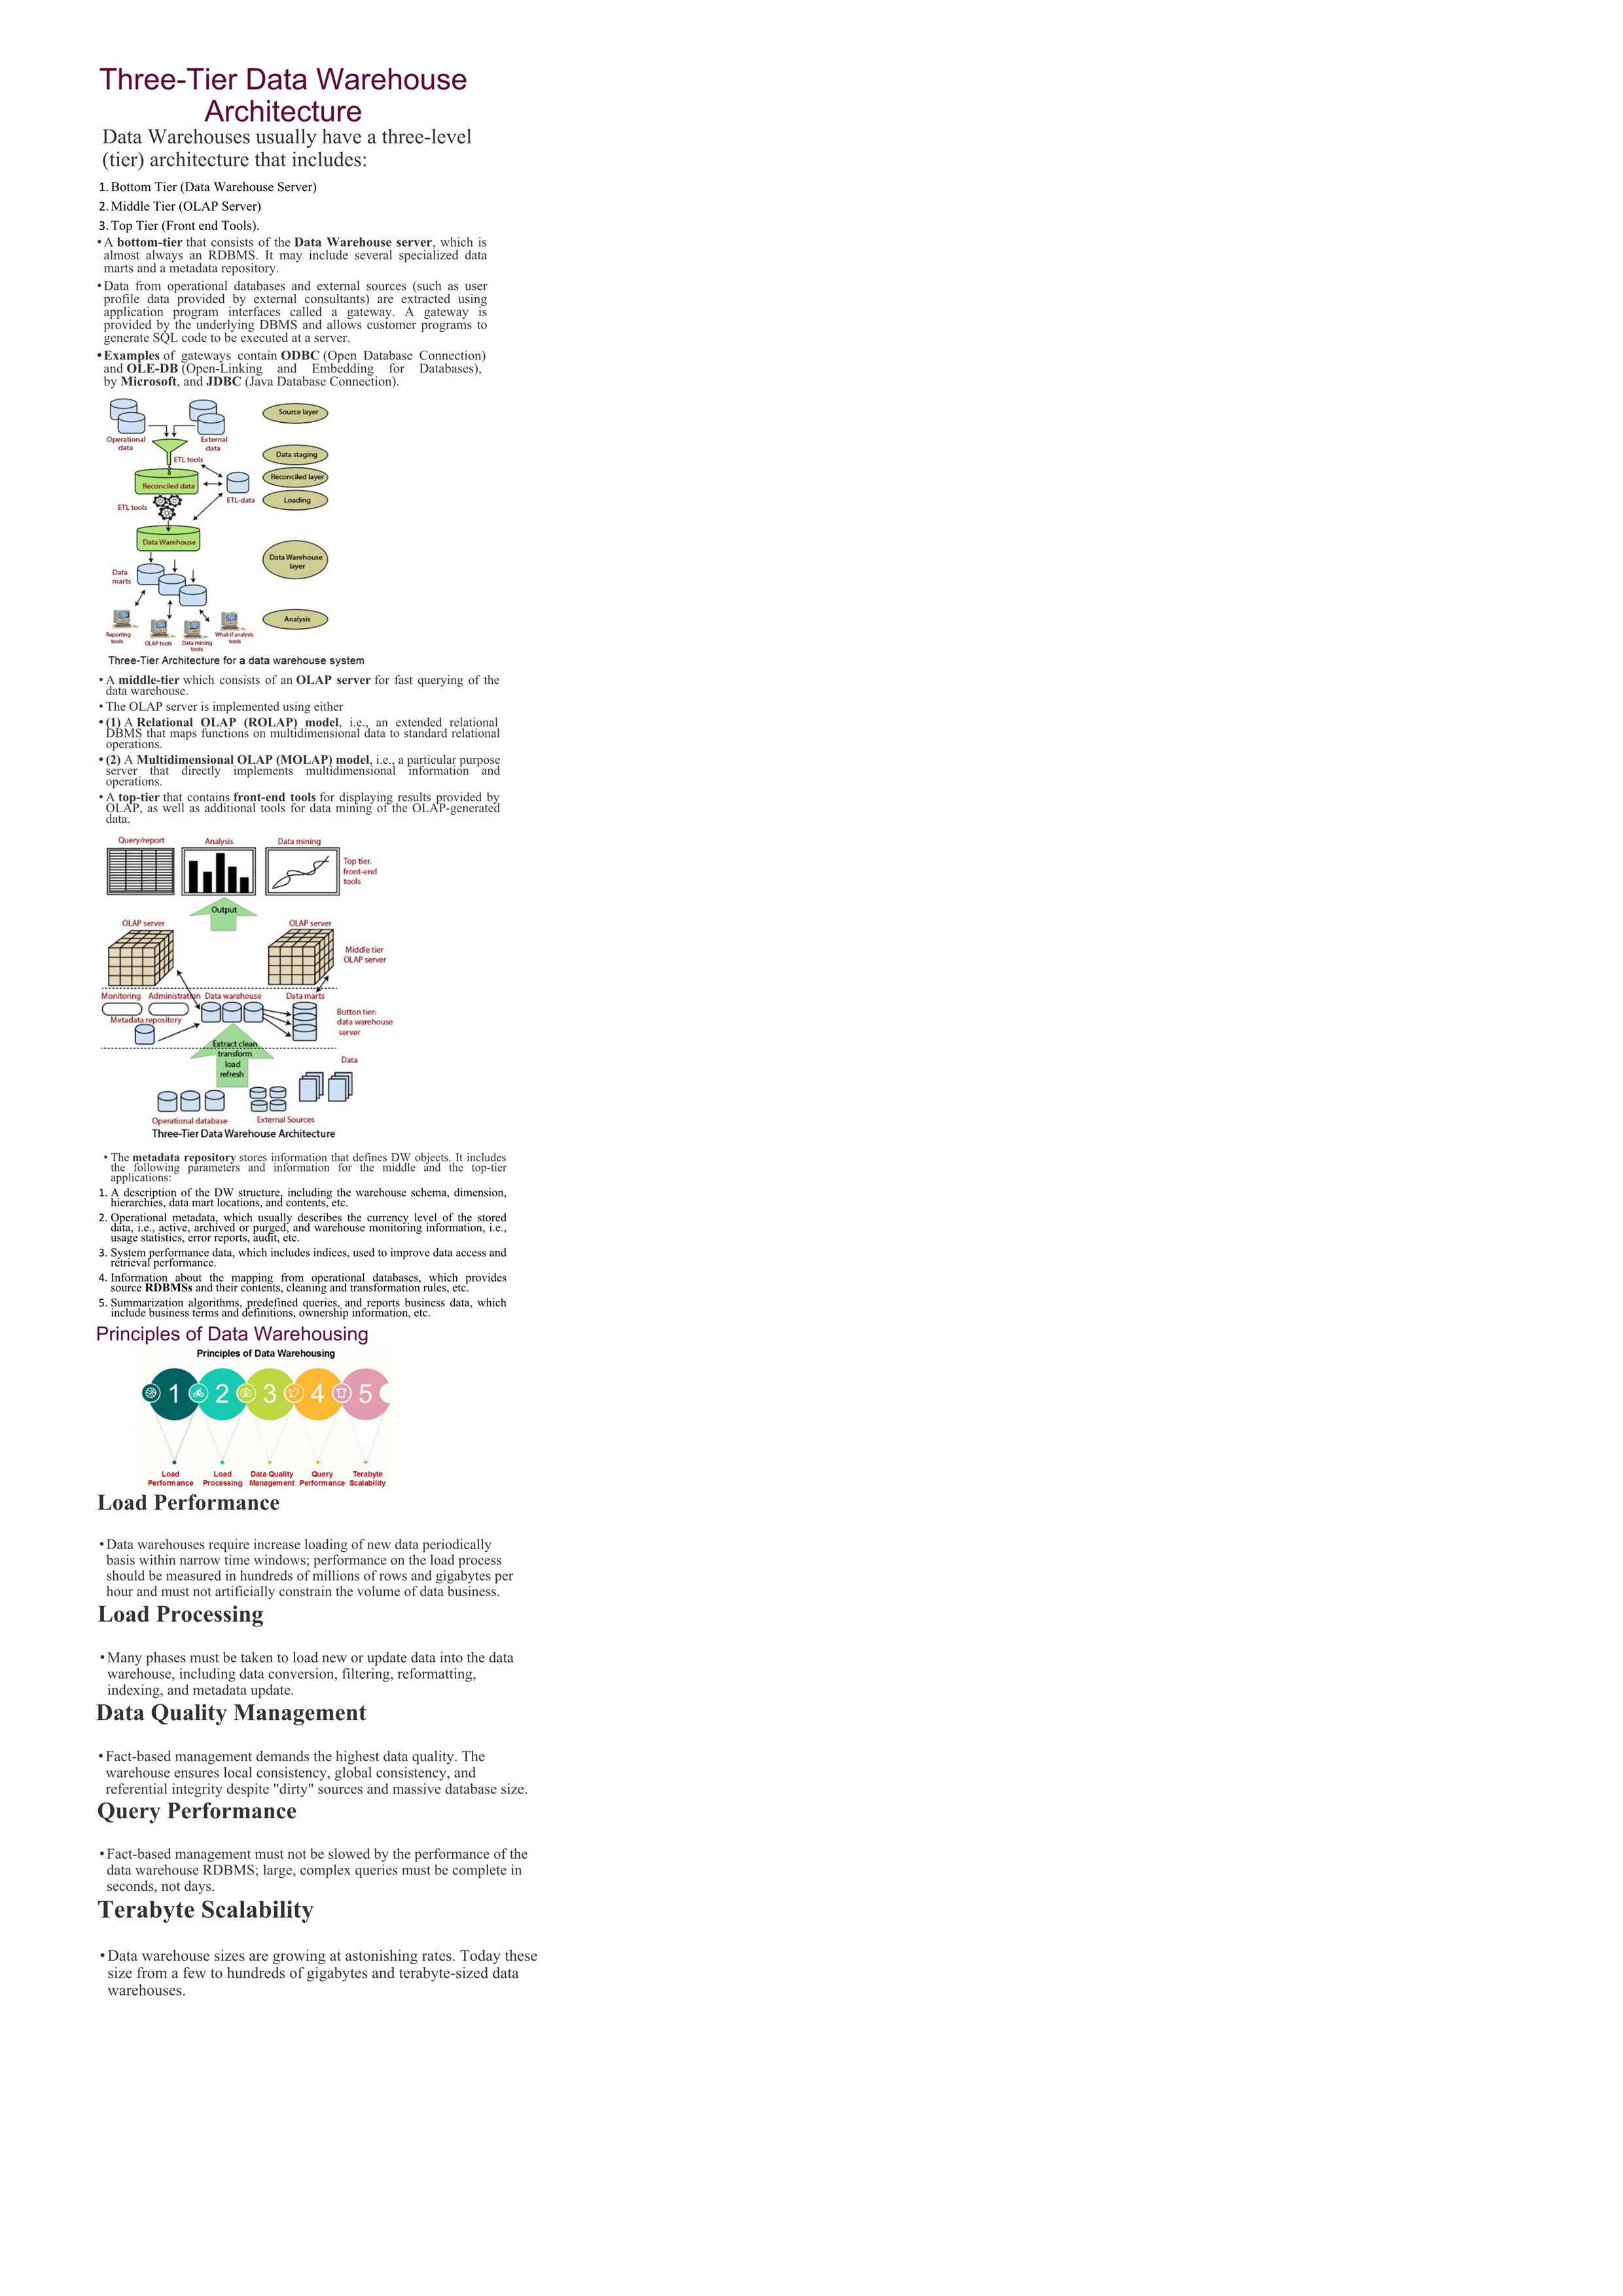 Three-Tier Data Warehouse
Architecture
Data Warehouses usually have a three-level
(tier) architecture that includes:
1. Bottom Tier (Data Warehouse Server)
2. Middle Tier (OLAP Server)
3. Top Tier (Front end Tools).
• A bottom-tier that consists of the Data Warehouse server, which is
almost always an RDBMS. It may include several specialized data
marts and a metadata repository.
• Data from operational databases and external sources (such as user
profile data provided by external consultants) are extracted using
application program interfaces called a gateway. A gateway is
provided by the underlying DBMS and allows customer programs to
generate SQL code to be executed at a server.
• Examples of gateways contain ODBC (Open Database Connection)
and OLE-DB (Open-Linking and Embedding for Databases),
by Microsoft, and JDBC (Java Database Connection).
Source layer
Operational
data
External
data
Data staging
ETL tools
Reconciled layer
Reconciled data
ETL-data
Loading
ETL tools
Data Warehouse
Data Warehouse
layer
Data
marts
Analysis
Reporting
tools
OLAP tools
Data mining
tools
What-if analysis
tools
Three-Tier Architecture for a data warehouse system
• A middle-tier which consists of an OLAP server for fast querying of the
data warehouse.
• The OLAP server is implemented using either
• (1) A Relational OLAP (ROLAP) model, i.e., an extended relational
DBMS that maps functions on multidimensional data to standard relational
operations.
• (2) A Multidimensional OLAP (MOLAP) model, i.e., a particular purpose
server that directly implements multidimensional information and
operations.
• A top-tier that contains front-end tools for displaying results provided by
OLAP, as well as additional tools for data mining of the OLAP-generated
data.
Query/report
Analysis
Data mining
Top tier.
front-end
tools
Output
OLAP server
OLAP server
Middle tier
OLAP server
Monitoring
Administration
Data warehouse
Data marts
Metadata repository
Botton tier:
data warehouse
server
Extract clean
transform
load
refresh
Data
Operational database
External Sources
Three-Tier Data Warehouse Architecture
• The metadata repository stores information that defines DW objects. It includes
the following parameters and information for the middle and the top-tier
applications:
1. A description of the DW structure, including the warehouse schema, dimension,
hierarchies, data mart locations, and contents, etc.
2. Operational metadata, which usually describes the currency level of the stored
data, i.e., active, archived or purged, and warehouse monitoring information, i.e.,
usage statistics, error reports, audit, etc.
3. System performance data, which includes indices, used to improve data access and
retrieval performance.
4. Information about the mapping from operational databases, which provides
source RDBMSs and their contents, cleaning and transformation rules, etc.
5. Summarization algorithms, predefined queries, and reports business data, which
include business terms and definitions, ownership information, etc.
Principles of Data Warehousing
Principles of Data Warehousing
1 2 3 4 5
Load
Performance
Load
Processing
Data Quality
Management
Query
Performance
Terabyte
Scalability
Load Performance
• Data warehouses require increase loading of new data periodically
basis within narrow time windows; performance on the load process
should be measured in hundreds of millions of rows and gigabytes per
hour and must not artificially constrain the volume of data business.
Load Processing
• Many phases must be taken to load new or update data into the data
warehouse, including data conversion, filtering, reformatting,
indexing, and metadata update.
Data Quality Management
• Fact-based management demands the highest data quality. The
warehouse ensures local consistency, global consistency, and
referential integrity despite "dirty" sources and massive database size.
Query Performance
• Fact-based management must not be slowed by the performance of the
data warehouse RDBMS; large, complex queries must be complete in
seconds, not days.
Terabyte Scalability
• Data warehouse sizes are growing at astonishing rates. Today these
size from a few to hundreds of gigabytes and terabyte-sized data
warehouses.